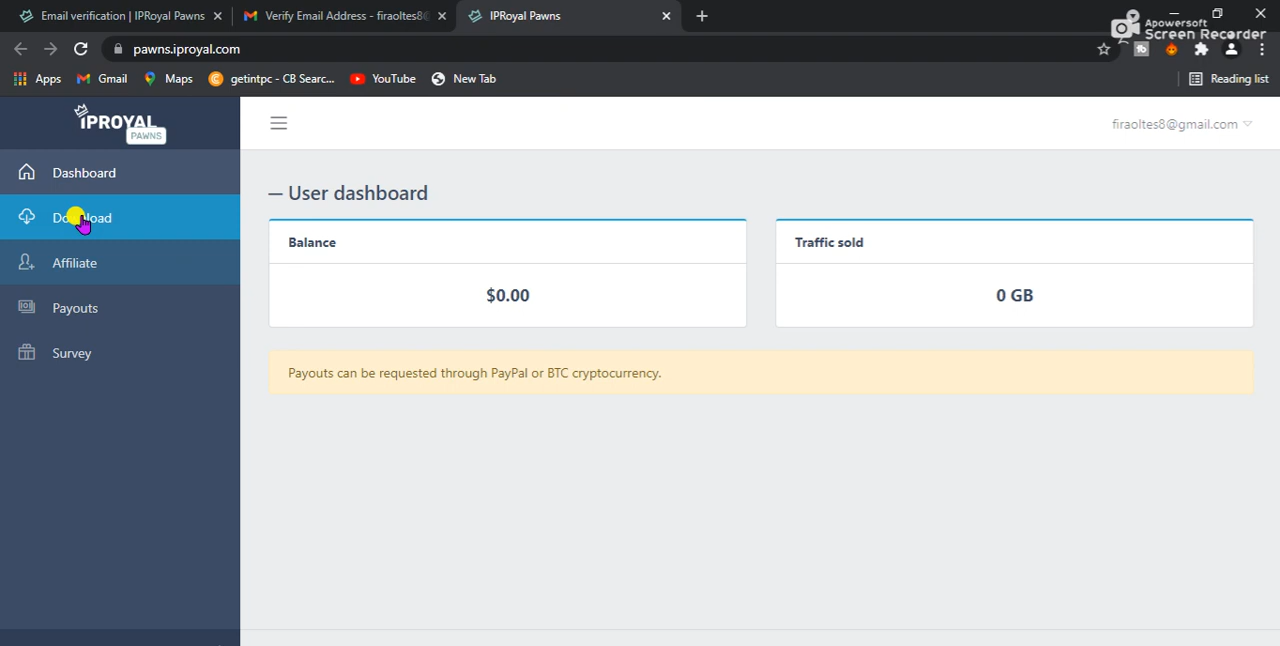 Email verification | IPRoyal Pawns
Verify Email Address - firaoltes8@
IPRoyal Pawns
Apowersoft
Screen Recorder
pawns.iproyal.com
Apps
Gmail
Maps
getintpc - CB Searc...
YouTube
New Tab
Reading list
IPROYAL
PAWNS
firaoltes8@gmail.com
Dashboard
Download
Affiliate
Payouts
Survey
— User dashboard
Balance
$0.00
Traffic sold
0 GB
Payouts can be requested through PayPal or BTC cryptocurrency.